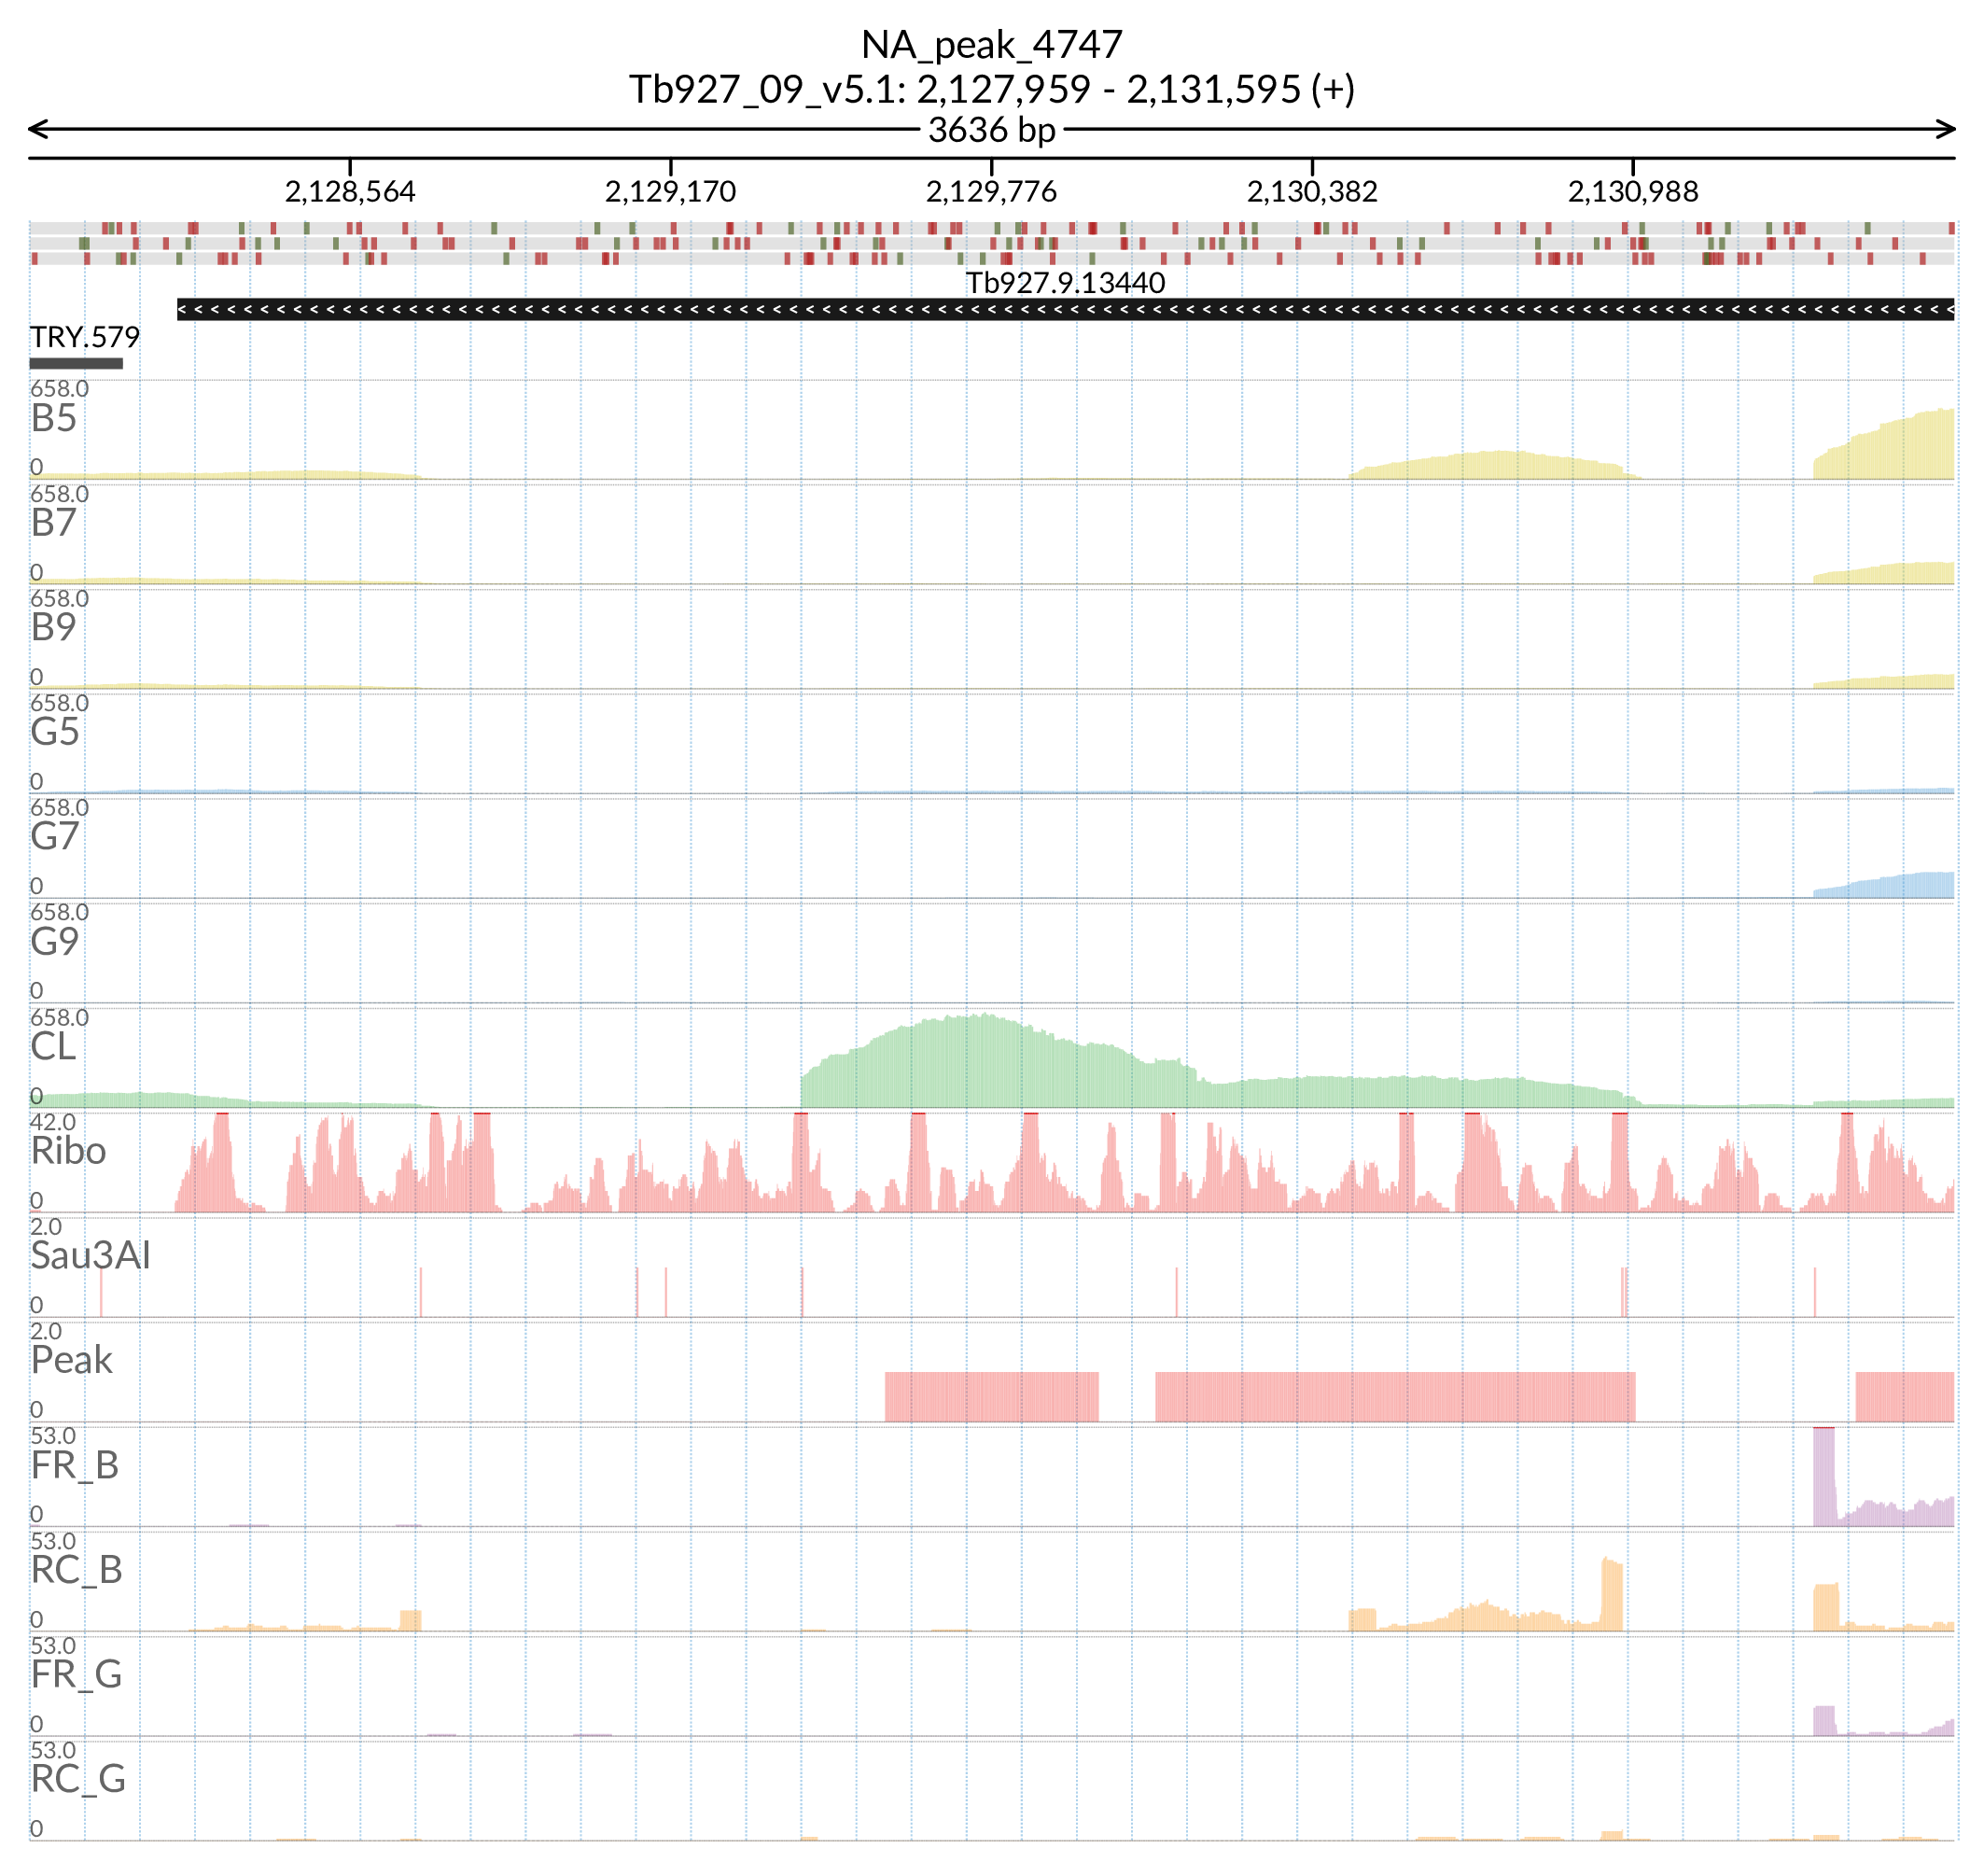 NA_peak_4747
Tb927_09_v5.1: 2,127,959 - 2,131,595 (+)
3636 bp
2,128,564 2,129,170 2,129,776 2,130,382 2,130,988
Tb927.9.13440
TRY.579
658.0
B5
0
658.0
B7
0
658.0
B9
0
658.0
G5
0
658.0
G7
0
658.0
G9
0
658.0
CL
0
42.0
Ribo
0
2.0
Sau3AI
0
2.0
Peak
0
53.0
FR_B
0
53.0
RC_B
0
53.0
FR_G
0
53.0
RC_G
0